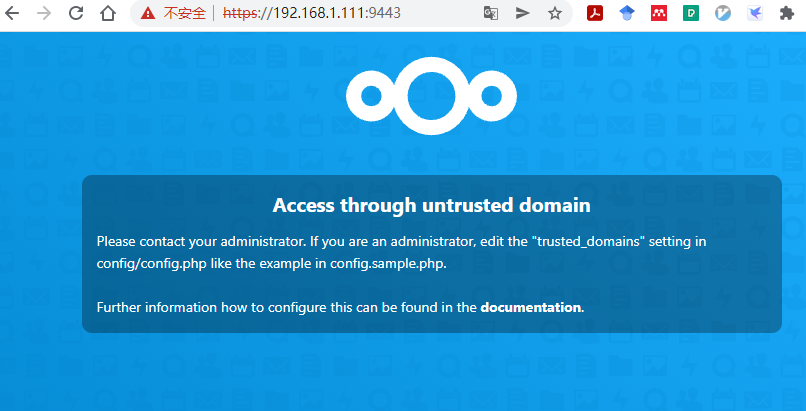 不安全 https://192.168.1.111:9443
Access through untrusted domain
Please contact your administrator. If you are an administrator, edit the "trusted_domains" setting in
config/config.php like the example in config.sample.php.
Further information how to configure this can be found in the documentation.